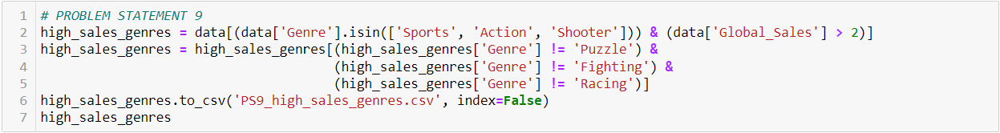 1 # PROBLEM STATEMENT 9
2 high_sales_genres = data[(data['Genre'].isin(['Sports', 'Action', 'Shooter'])) & (data['Global_Sales'] > 2)]
3 high_sales_genres = high_sales_genres[(high_sales_genres['Genre'] != 'Puzzle') &
4 (high_sales_genres['Genre'] != 'Fighting') &
5 (high_sales_genres['Genre'] != 'Racing')]
6 high_sales_genres.to_csv('PS9_high_sales_genres.csv', index=False)
7 high_sales_genres